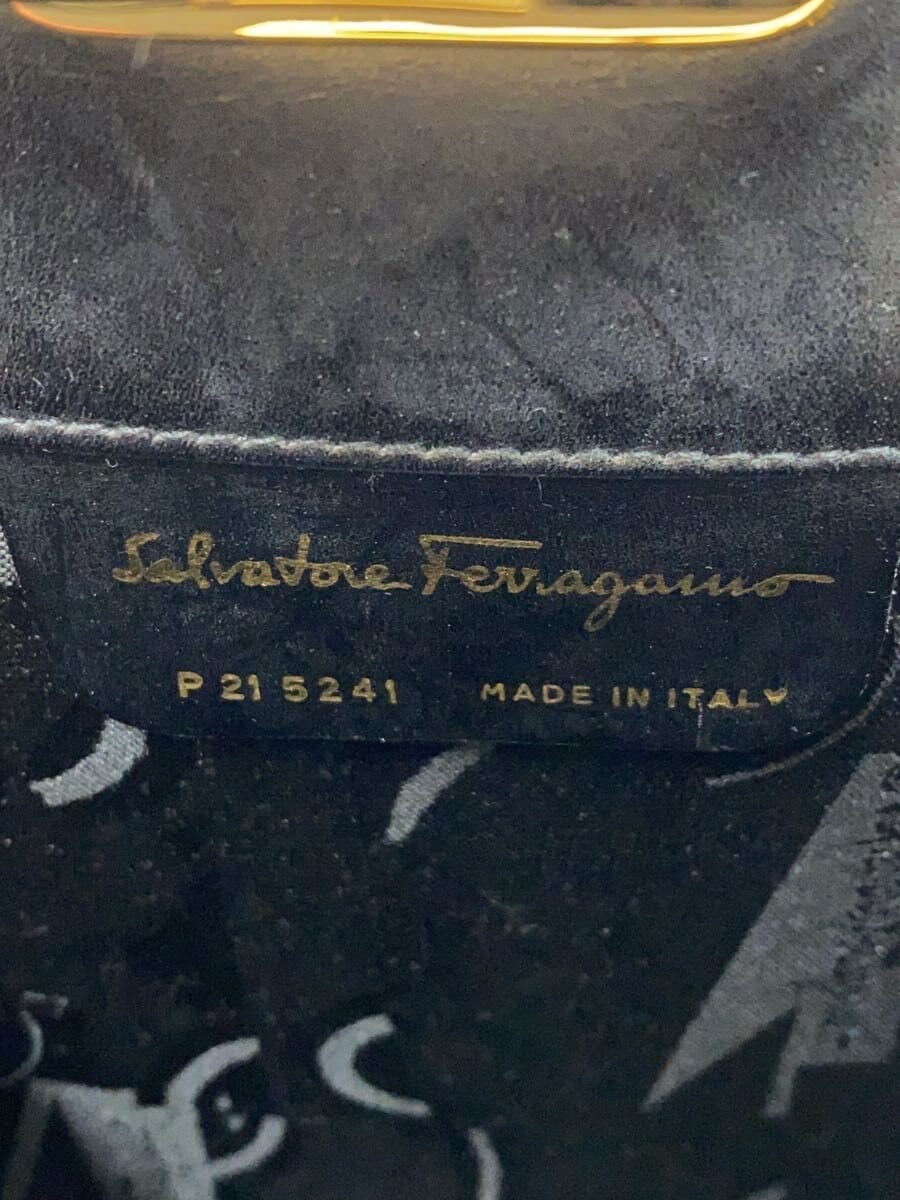 Salvatore Ferragamo
P 21 5241 MADE IN ITALY